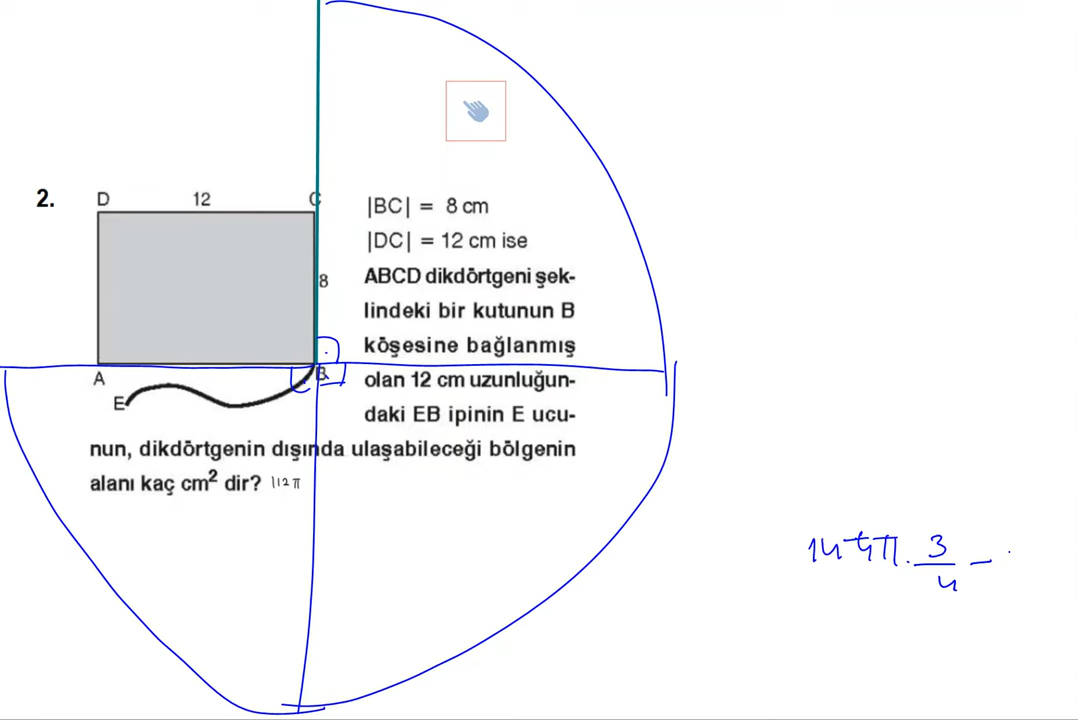 2.
D 12 C
|BC| = 8 cm
|DC| = 12 cm ise
8
ABCD dikdörtgeni şek-
lindeki bir kutunun B
köşesine bağlanmış
A B
olan 12 cm uzunluğun-
E
daki EB ipinin E ucu-
nun, dikdörtgenin dışında ulaşabileceği bölgenin
alanı kaç cm² dir? 112π
144π · 3/4 =